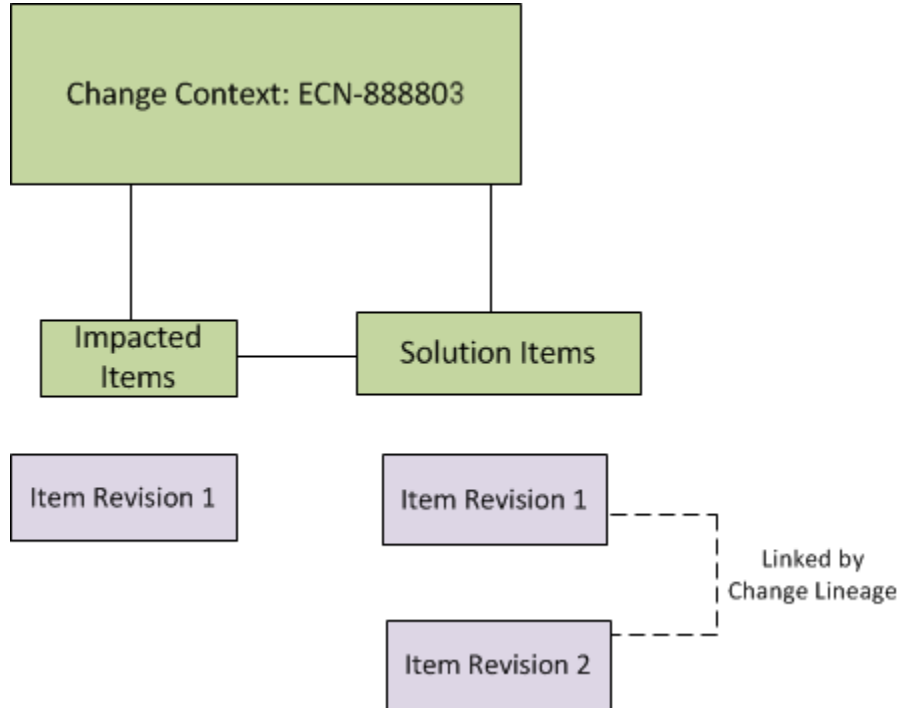 Change Context: ECN-888803
Impacted
Items
Solution Items
Item Revision 1
Item Revision 1
Linked by
Change Lineage
Item Revision 2